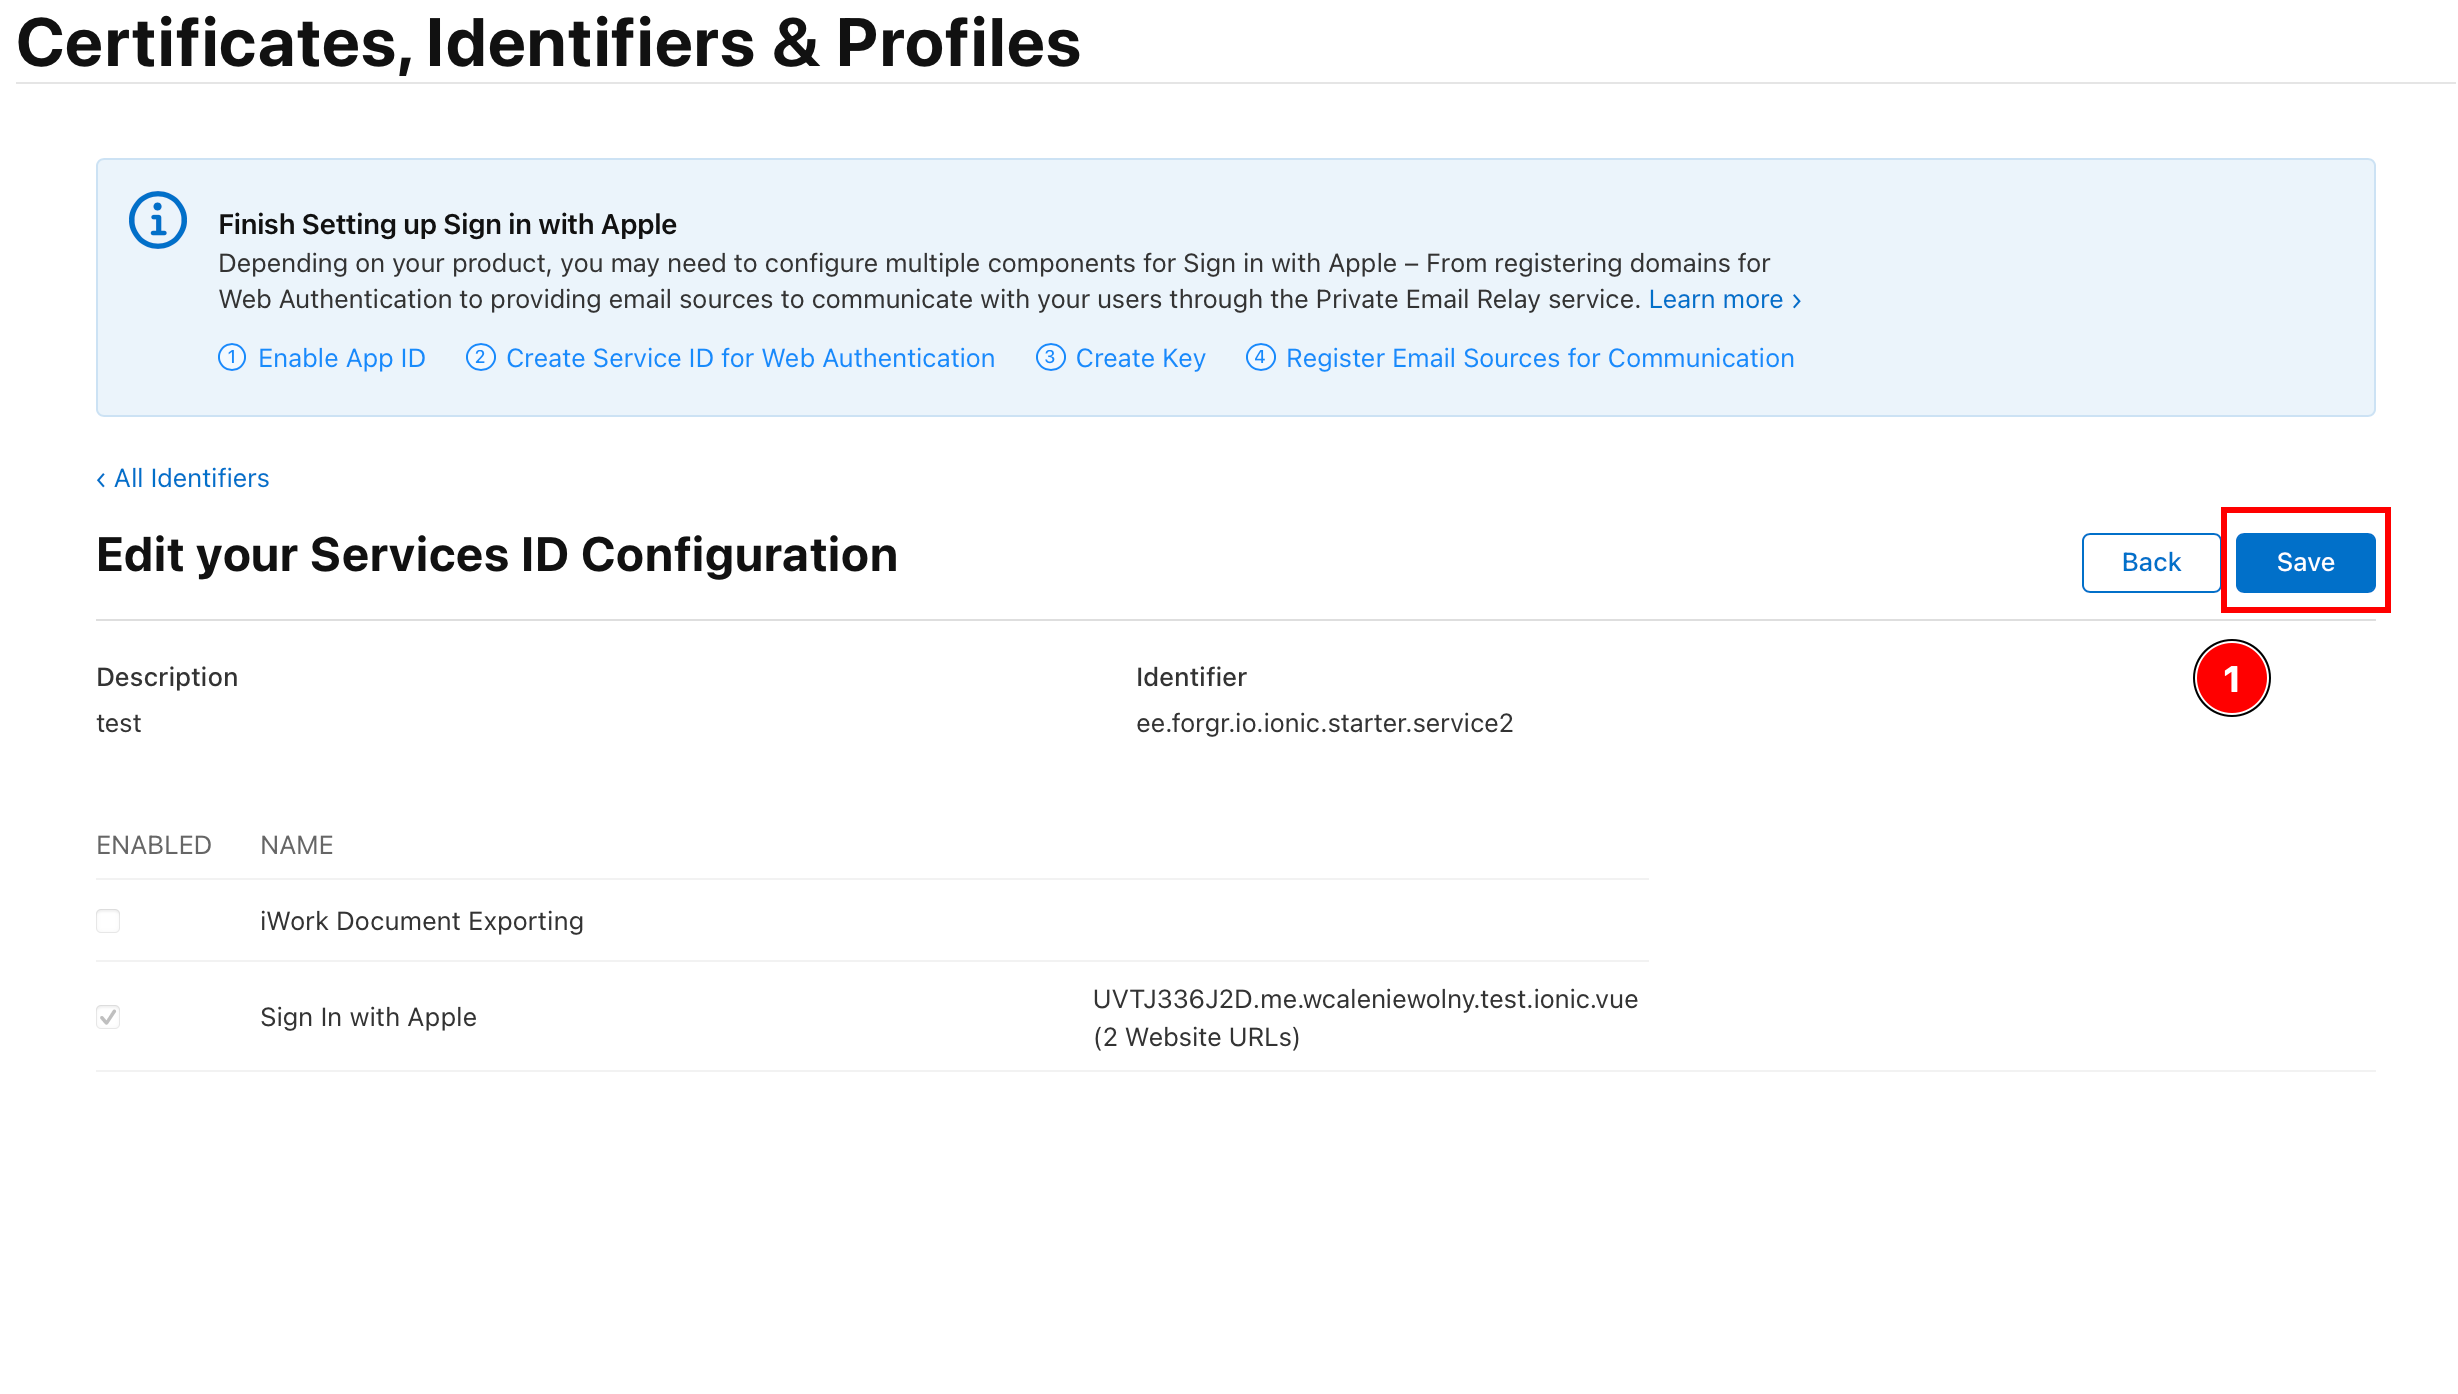 Certificates, Identifiers & Profiles
Finish Setting up Sign in with Apple
Depending on your product, you may need to configure multiple components for Sign in with Apple – From registering domains for
Web Authentication to providing email sources to communicate with your users through the Private Email Relay service. Learn more ›
1 Enable App ID 2 Create Service ID for Web Authentication 3 Create Key 4 Register Email Sources for Communication
‹ All Identifiers
Edit your Services ID Configuration
Back Save
1
Description Identifier
test ee.forgr.io.ionic.starter.service2
ENABLED NAME
iWork Document Exporting
Sign In with Apple
UVTJ336J2D.me.wcaleniewolny.test.ionic.vue
(2 Website URLs)